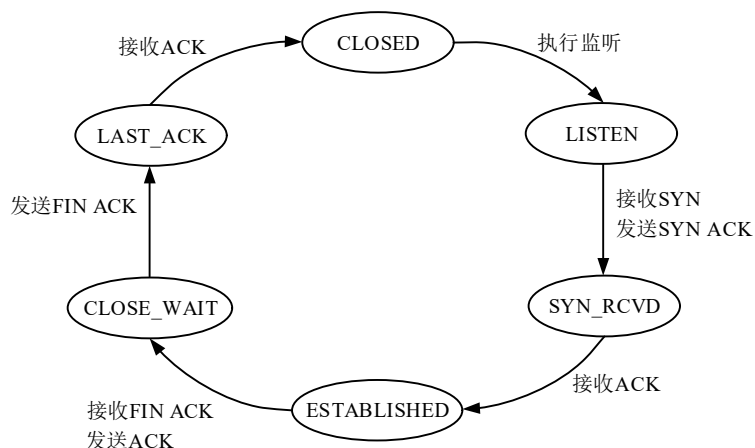 CLOSED
接收ACK
执行监听
LAST_ACK
LISTEN
发送FIN ACK
接收SYN
发送SYN ACK
CLOSE_WAIT
SYN_RCVD
接收ACK
ESTABLISHED
接收FIN ACK
发送ACK